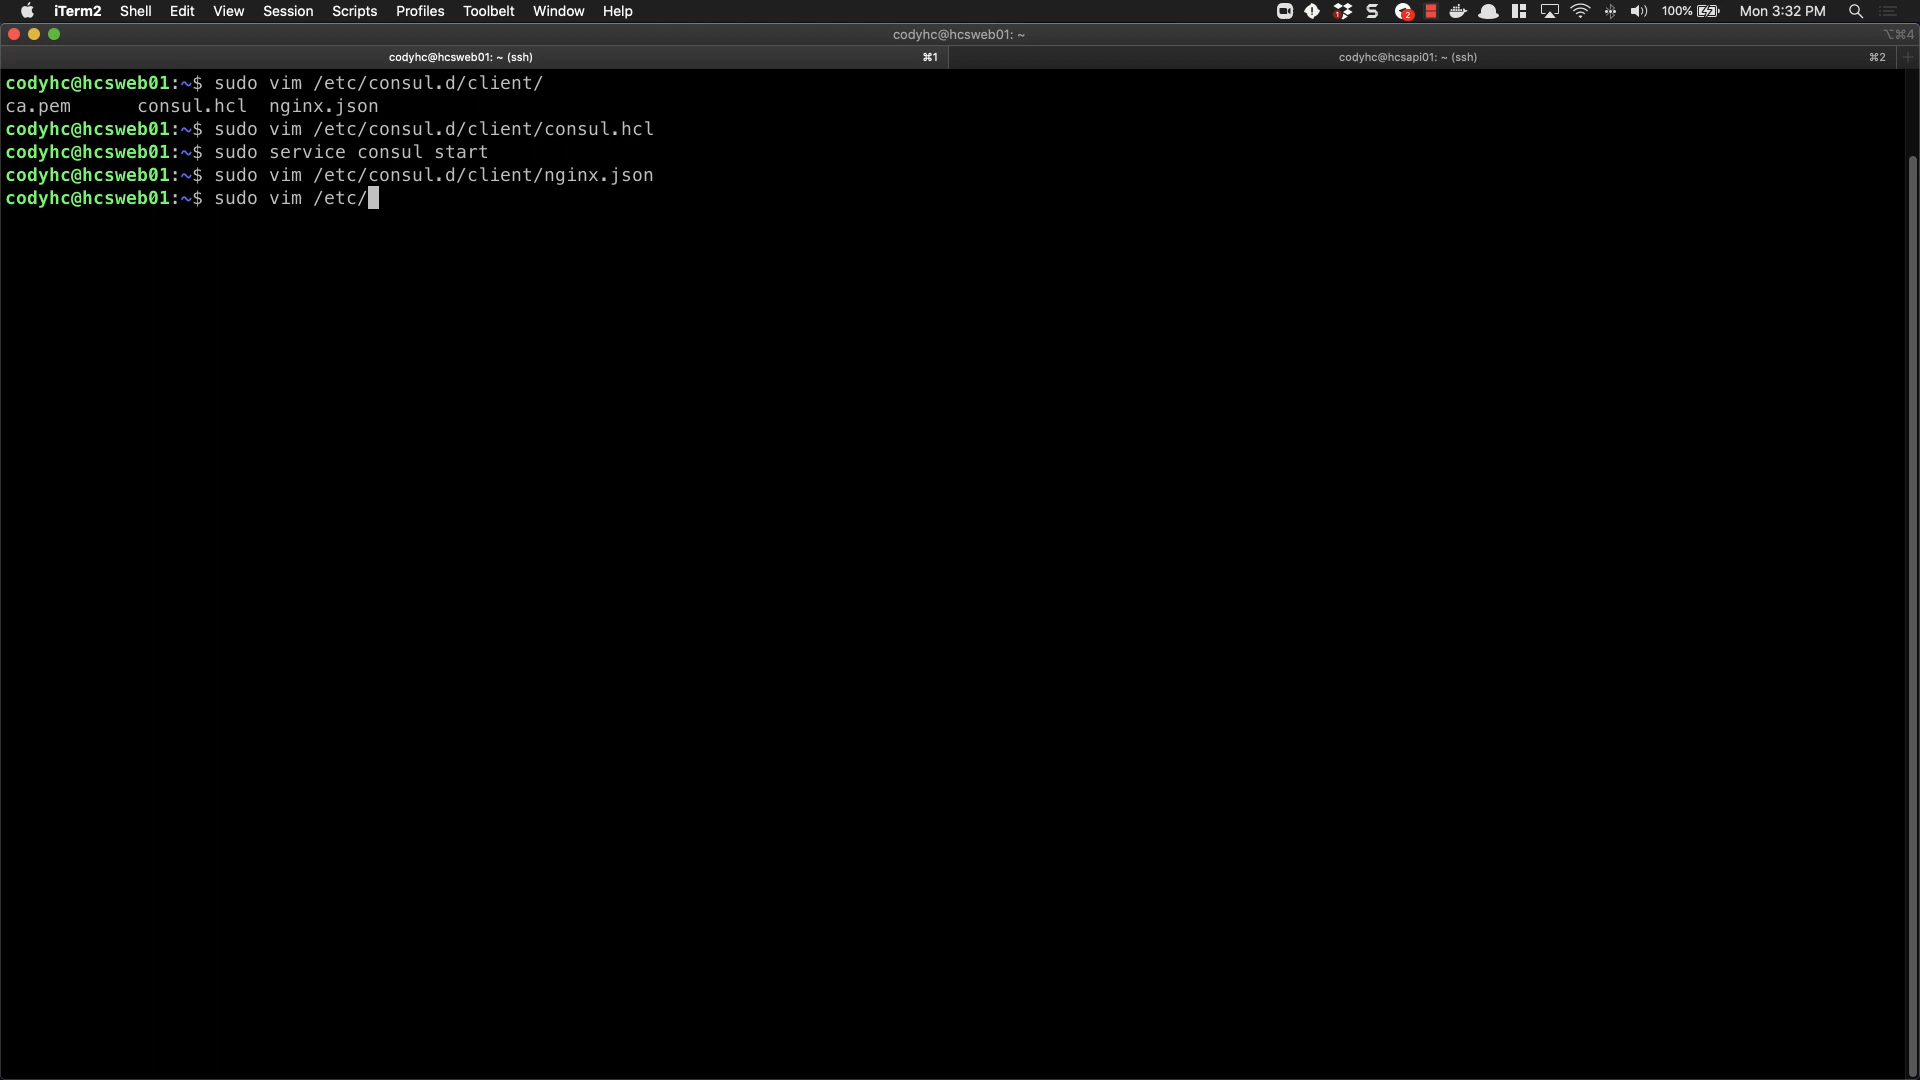 iTerm2 Shell Edit View Session Scripts Profiles Toolbelt Window Help 1 2 100% Mon 3:32 PM
codyhc@hcsweb01: ~ ⌥⌘4
codyhc@hcsweb01: ~ (ssh) ⌘1 codyhc@hcsapi01: ~ (ssh) ⌘2
codyhc@hcsweb01:~$ sudo vim /etc/consul.d/client/
ca.pem consul.hcl nginx.json
codyhc@hcsweb01:~$ sudo vim /etc/consul.d/client/consul.hcl
codyhc@hcsweb01:~$ sudo service consul start
codyhc@hcsweb01:~$ sudo vim /etc/consul.d/client/nginx.json
codyhc@hcsweb01:~$ sudo vim /etc/